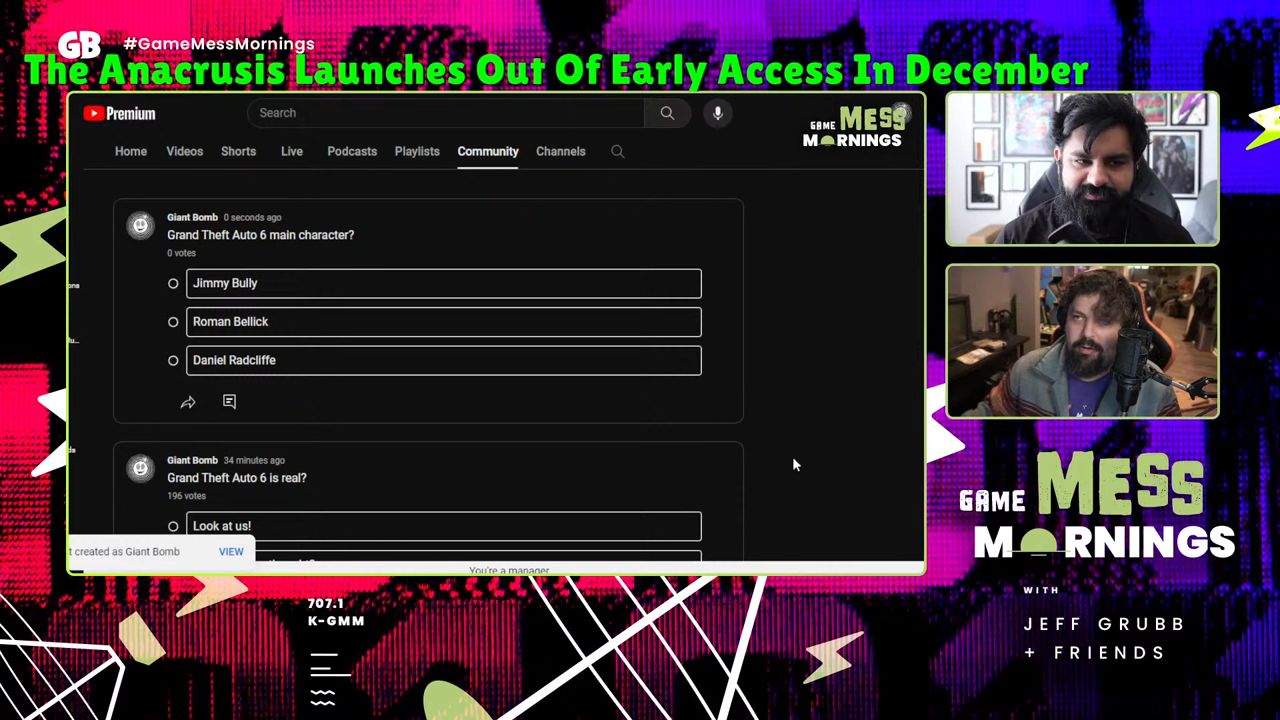 GB #GameMessMornings
The Anacrusis Launches Out Of Early Access In December
Premium
Search
GAME MESS
MORNINGS
Home Videos Shorts Live Podcasts Playlists Community Channels
Giant Bomb 0 seconds ago
Grand Theft Auto 6 main character?
0 votes
Jimmy Bully
Roman Bellick
Daniel Radcliffe
Giant Bomb 34 minutes ago
Grand Theft Auto 6 is real?
196 votes
Look at us!
t created as Giant Bomb VIEW
You're a manager
GAME MESS
MORNINGS
WITH
JEFF GRUBB
+ FRIENDS
707.1
K-GMM